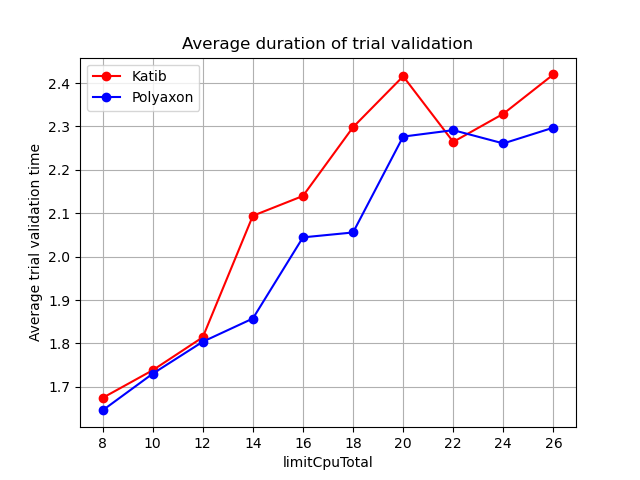 Average duration of trial validation
Katib
Polyaxon
Average trial validation time
2.4
2.3
2.2
2.1
2.0
1.9
1.8
1.7
8 10 12 14 16 18 20 22 24 26
limitCpuTotal